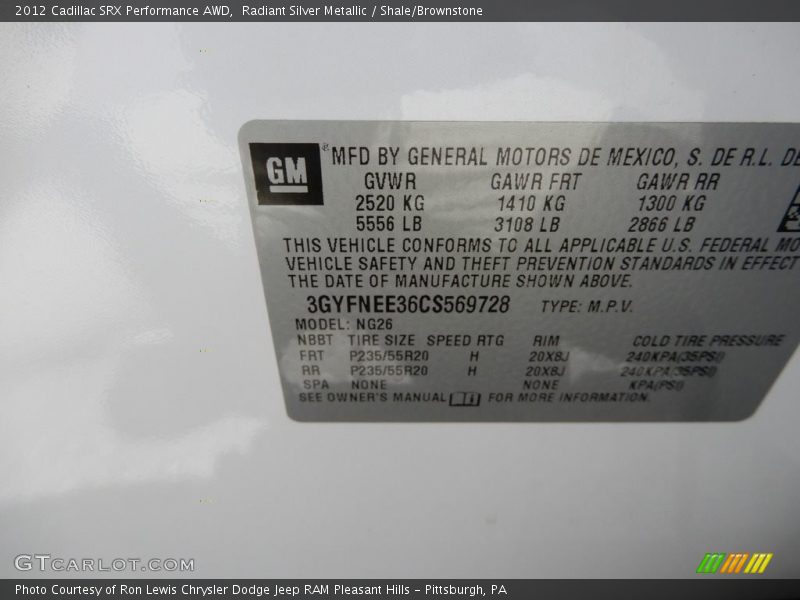 2012 Cadillac SRX Performance AWD, Radiant Silver Metallic / Shale/Brownstone
GM ® MFD BY GENERAL MOTORS DE MEXICO, S. DE R.L. DE
GVWR GAWR FRT GAWR RR
2520 KG 1410 KG 1300 KG
5556 LB 3108 LB 2866 LB
THIS VEHICLE CONFORMS TO ALL APPLICABLE U.S. FEDERAL MO
VEHICLE SAFETY AND THEFT PREVENTION STANDARDS IN EFFECT
THE DATE OF MANUFACTURE SHOWN ABOVE.
3GYFNEE36CS569728 TYPE: M.P.V.
MODEL: NG26
NBBT TIRE SIZE SPEED RTG RIM COLD TIRE PRESSURE
FRT P235/55R20 H 20X8J 240KPA(35PSI)
RR P235/55R20 H 20X8J 240KPA(35PSI)
SPA NONE NONE KPA(PSI)
SEE OWNER'S MANUAL FOR MORE INFORMATION.
GTCARLOT.COM
Photo Courtesy of Ron Lewis Chrysler Dodge Jeep RAM Pleasant Hills - Pittsburgh, PA